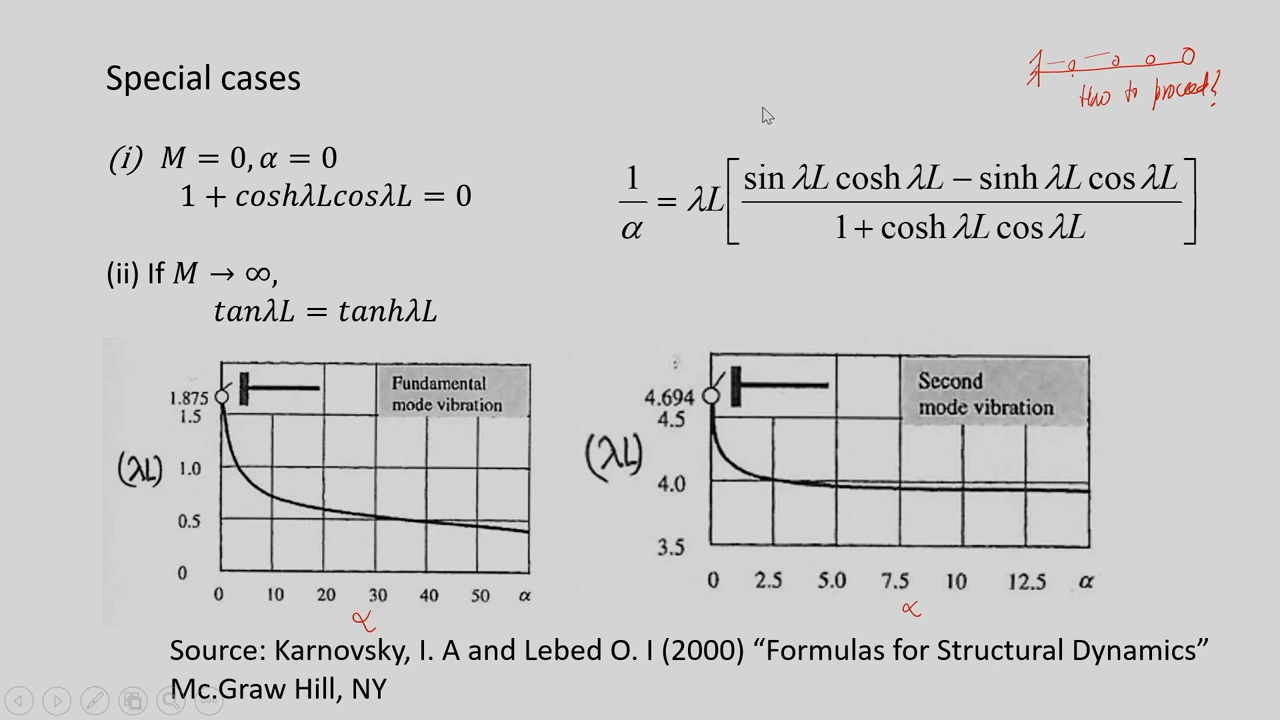 Special cases
How to proceed?
(i) M = 0, α = 0
1 + coshλLcosλL = 0
1/α = λL[(sin λL cosh λL − sinh λL cos λL)/(1 + cosh λL cos λL)]
(ii) If M → ∞,
tanλL = tanhλL
Fundamental
mode vibration
1.875
1.5
(λL)
1.0
0.5
0
0 10 20 30 40 50 α
α
Second
mode vibration
4.694
4.5
(λL)
4.0
3.5
0 2.5 5.0 7.5 10 12.5 α
α
Source: Karnovsky, I. A and Lebed O. I (2000) “Formulas for Structural Dynamics”
Mc.Graw Hill, NY